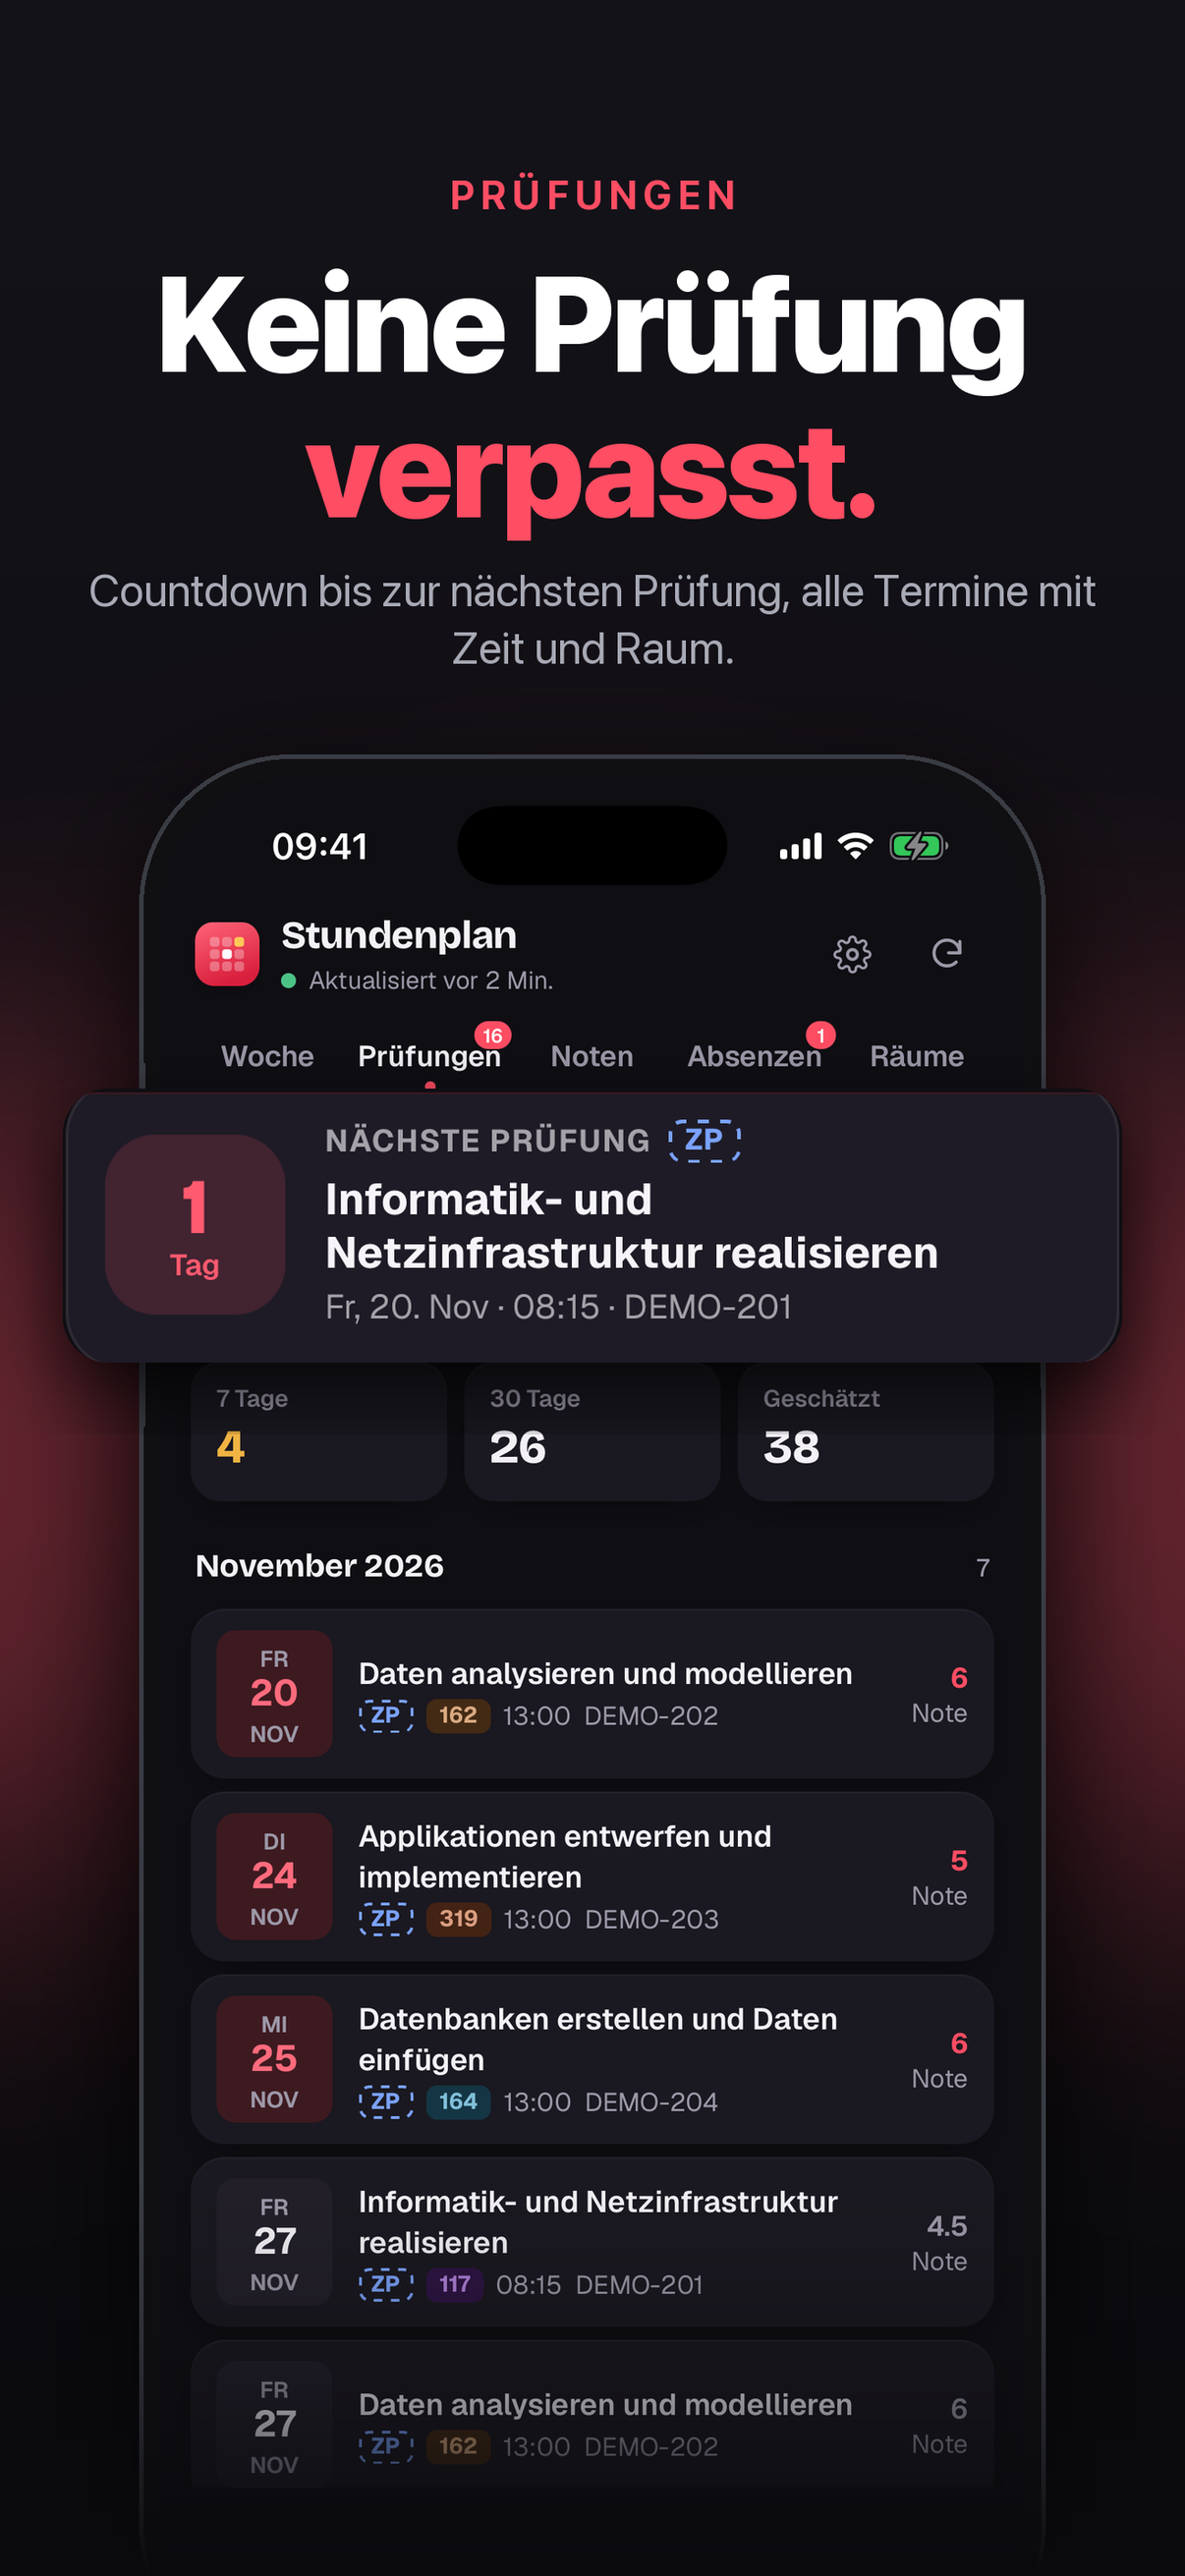 PRÜFUNGEN
Keine Prüfung
verpasst.
Countdown bis zur nächsten Prüfung, alle Termine mit
Zeit und Raum.
09:41
Stundenplan
Aktualisiert vor 2 Min.
Woche Prüfungen 16 Noten Absenzen 1 Räume
1
Tag
NÄCHSTE PRÜFUNG ZP
Informatik- und
Netzinfrastruktur realisieren
Fr, 20. Nov · 08:15 · DEMO-201
7 Tage
4
30 Tage
26
Geschätzt
38
November 2026 7
FR
20
NOV
Daten analysieren und modellieren
ZP 162 13:00 DEMO-202
6
Note
DI
24
NOV
Applikationen entwerfen und
implementieren
ZP 319 13:00 DEMO-203
5
Note
MI
25
NOV
Datenbanken erstellen und Daten
einfügen
ZP 164 13:00 DEMO-204
6
Note
FR
27
NOV
Informatik- und Netzinfrastruktur
realisieren
ZP 117 08:15 DEMO-201
4.5
Note
FR
27
NOV
Daten analysieren und modellieren
ZP 162 13:00 DEMO-202
6
Note